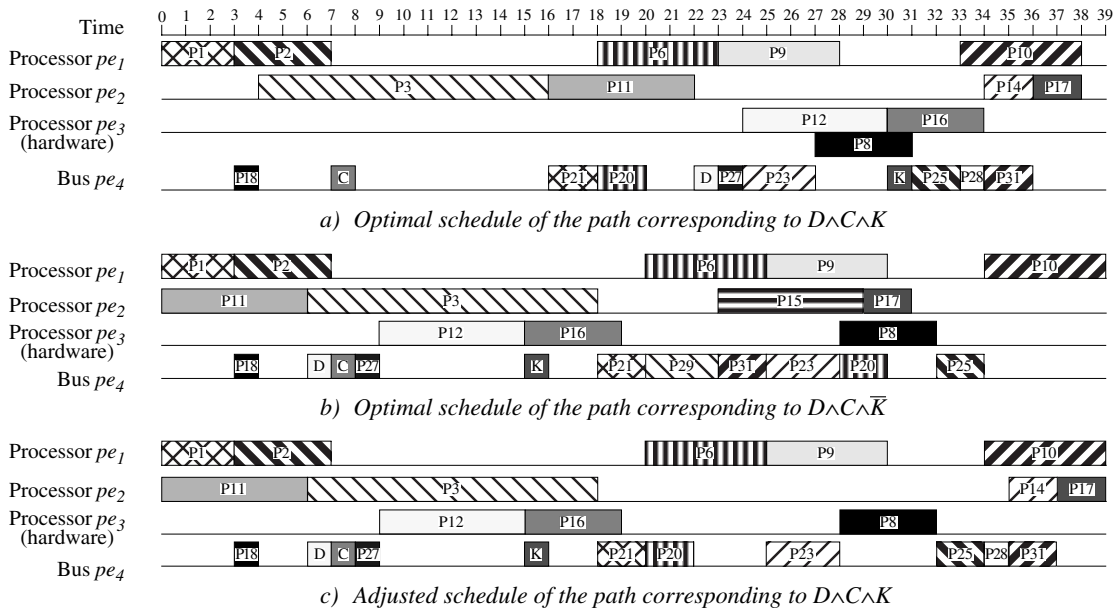 Time 0 1 2 3 4 5 6 7 8 9 10 11 12 13 14 15 16 17 18 19 20 21 22 23 24 25 26 27 28 29 30 31 32 33 34 35 36 37 38 39
Processor pe1 P1 P2 P6 P9 P10
Processor pe2 P3 P11 P14 P17
Processor pe3 P12 P16
(hardware) P8
Bus pe4 P18 C P21 P20 D P27 P23 K P25 P28 P31
a) Optimal schedule of the path corresponding to D∧C∧K
Processor pe1 P1 P2 P6 P9 P10
Processor pe2 P11 P3 P15 P17
Processor pe3 P12 P16 P8
(hardware)
Bus pe4 P18 D C P27 K P21 P29 P31 P23 P20 P25
b) Optimal schedule of the path corresponding to D∧C∧K̅
Processor pe1 P1 P2 P6 P9 P10
Processor pe2 P11 P3 P14 P17
Processor pe3 P12 P16 P8
(hardware)
Bus pe4 P18 D C P27 K P21 P20 P23 P25 P28 P31
c) Adjusted schedule of the path corresponding to D∧C∧K